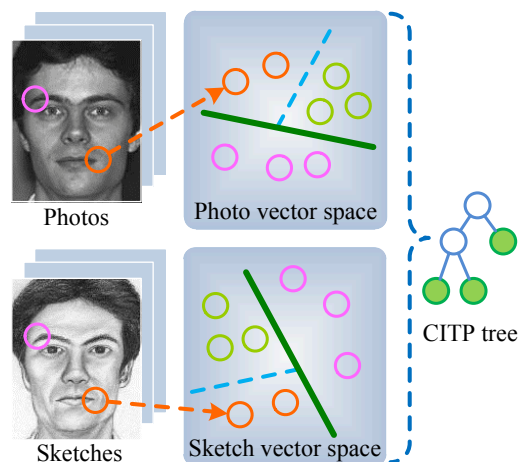 Photos
Photo vector space
CITP tree
Sketches
Sketch vector space